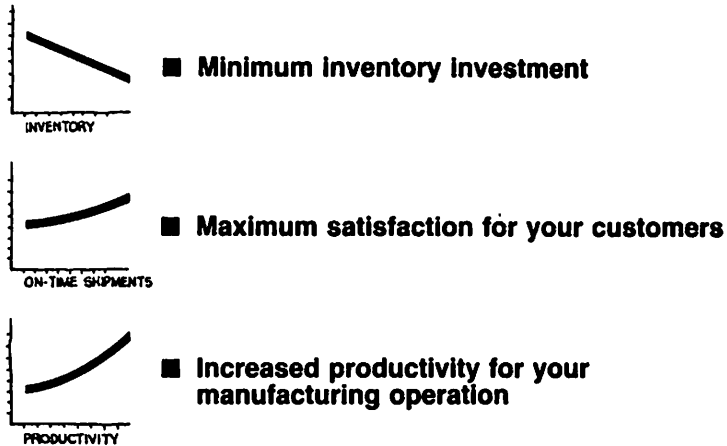 ■ Minimum inventory investment
INVENTORY
■ Maximum satisfaction for your customers
ON-TIME SHIPMENTS
■ Increased productivity for your
manufacturing operation
PRODUCTIVITY